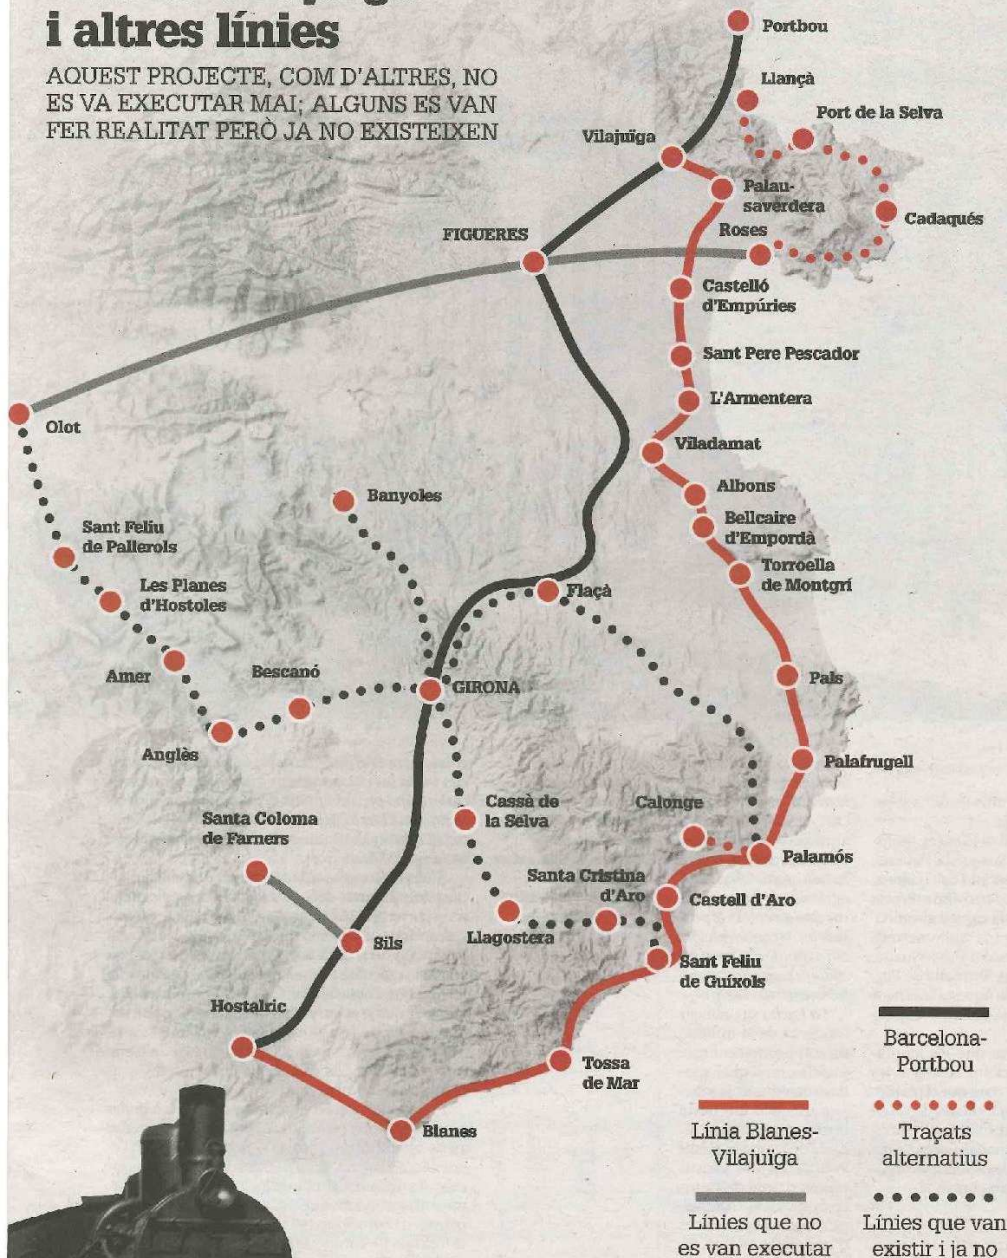 i altres línies
AQUEST PROJECTE, COM D'ALTRES, NO
ES VA EXECUTAR MAI; ALGUNS ES VAN
FER REALITAT PERÒ JA NO EXISTEIXEN
Portbou
Llançà
Port de la Selva
Vilajuïga
Palau-
saverdera
Cadaqués
Roses
FIGUERES
Castelló
d'Empúries
Sant Pere Pescador
L'Armentera
Olot
Viladamat
Albons
Banyoles
Bellcaire
d'Empordà
Sant Feliu
de Pallerols
Torroella
de Montgrí
Les Planes
d'Hostoles
Flaçà
Amer
Bescanó
GIRONA
Pals
Anglès
Palafrugell
Cassà de
la Selva
Calonge
Santa Coloma
de Farners
Palamós
Santa Cristina
d'Aro
Castell d'Aro
Llagostera
Sils
Sant Feliu
de Guíxols
Hostalric
Tossa
de Mar
Blanes
Barcelona-
Portbou
Línia Blanes-
Vilajuïga
Traçats
alternatius
Línies que no
es van executar
Línies que van
existir i ja no